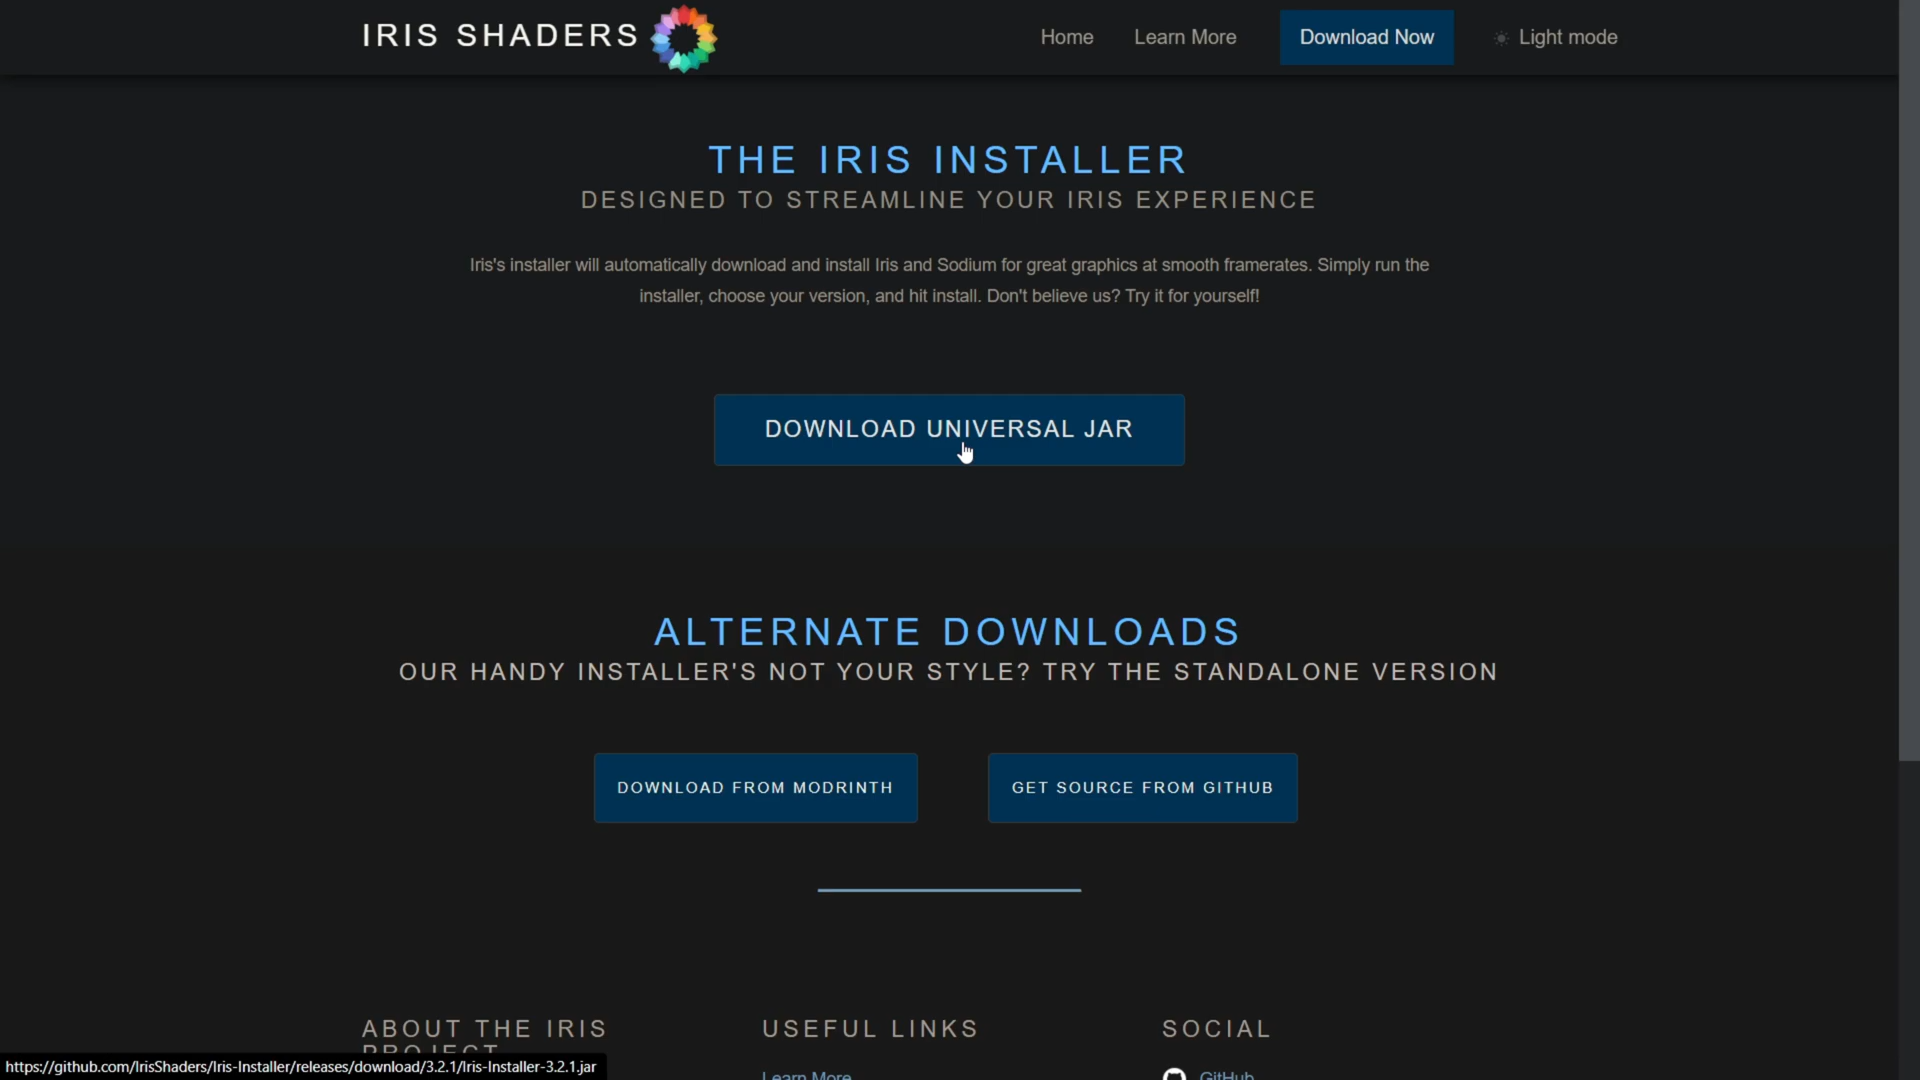 IRIS SHADERS
Home
Learn More
Download Now
Light mode
THE IRIS INSTALLER
DESIGNED TO STREAMLINE YOUR IRIS EXPERIENCE
Iris's installer will automatically download and install Iris and Sodium for great graphics at smooth framerates. Simply run the
installer, choose your version, and hit install. Don't believe us? Try it for yourself!
DOWNLOAD UNIVERSAL JAR
ALTERNATE DOWNLOADS
OUR HANDY INSTALLER'S NOT YOUR STYLE? TRY THE STANDALONE VERSION
DOWNLOAD FROM MODRINTH
GET SOURCE FROM GITHUB
ABOUT THE IRIS
PROJECT
USEFUL LINKS
Learn More
SOCIAL
GitHub
https://github.com/IrisShaders/Iris-Installer/releases/download/3.2.1/Iris-Installer-3.2.1.jar